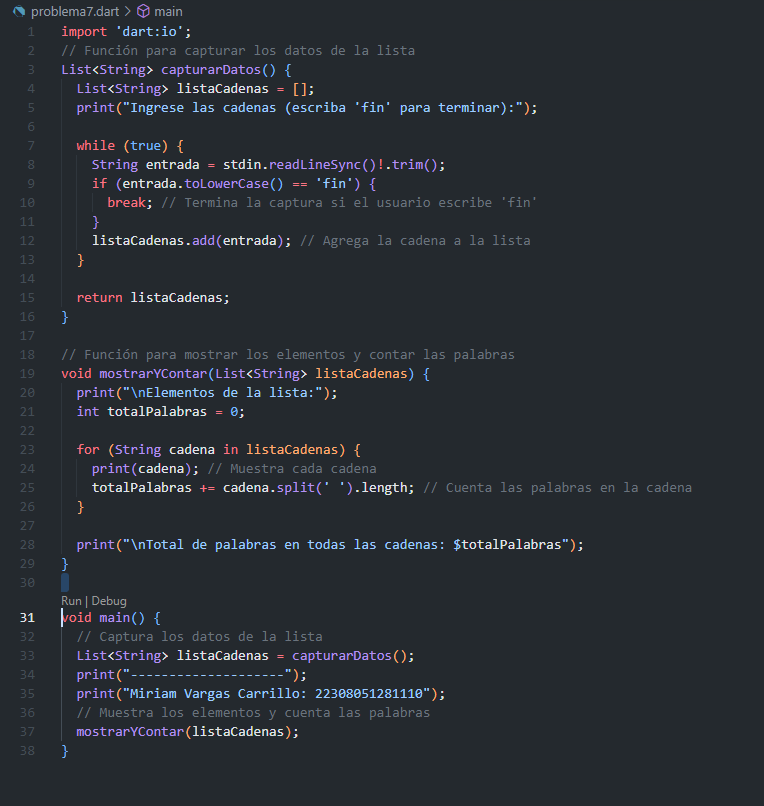 problema7.dart > main
1 import 'dart:io';
2 // Función para capturar los datos de la lista
3 List<String> capturarDatos() {
4   List<String> listaCadenas = [];
5   print("Ingrese las cadenas (escriba 'fin' para terminar):");
6
7   while (true) {
8     String entrada = stdin.readLineSync()!.trim();
9     if (entrada.toLowerCase() == 'fin') {
10       break; // Termina la captura si el usuario escribe 'fin'
11     }
12     listaCadenas.add(entrada); // Agrega la cadena a la lista
13   }
14
15   return listaCadenas;
16 }
17
18 // Función para mostrar los elementos y contar las palabras
19 void mostrarYContar(List<String> listaCadenas) {
20   print("\nElementos de la lista:");
21   int totalPalabras = 0;
22
23   for (String cadena in listaCadenas) {
24     print(cadena); // Muestra cada cadena
25     totalPalabras += cadena.split(' ').length; // Cuenta las palabras en la cadena
26   }
27
28   print("\nTotal de palabras en todas las cadenas: $totalPalabras");
29 }
30
Run | Debug
31 void main() {
32   // Captura los datos de la lista
33   List<String> listaCadenas = capturarDatos();
34   print("--------------------");
35   print("Miriam Vargas Carrillo: 22308051281110");
36   // Muestra los elementos y cuenta las palabras
37   mostrarYContar(listaCadenas);
38 }